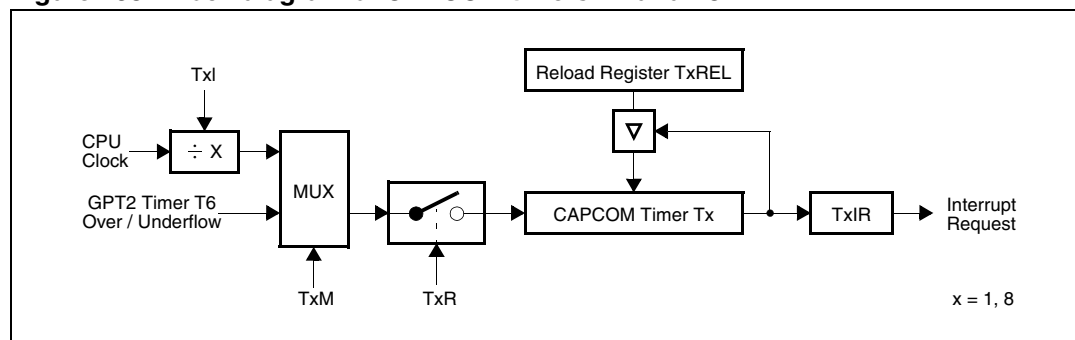 Reload Register TxREL
TxI
CPU
Clock
÷ X
MUX
GPT2 Timer T6
Over / Underflow
CAPCOM Timer Tx
TxIR
Interrupt
Request
TxM
TxR
x = 1, 8